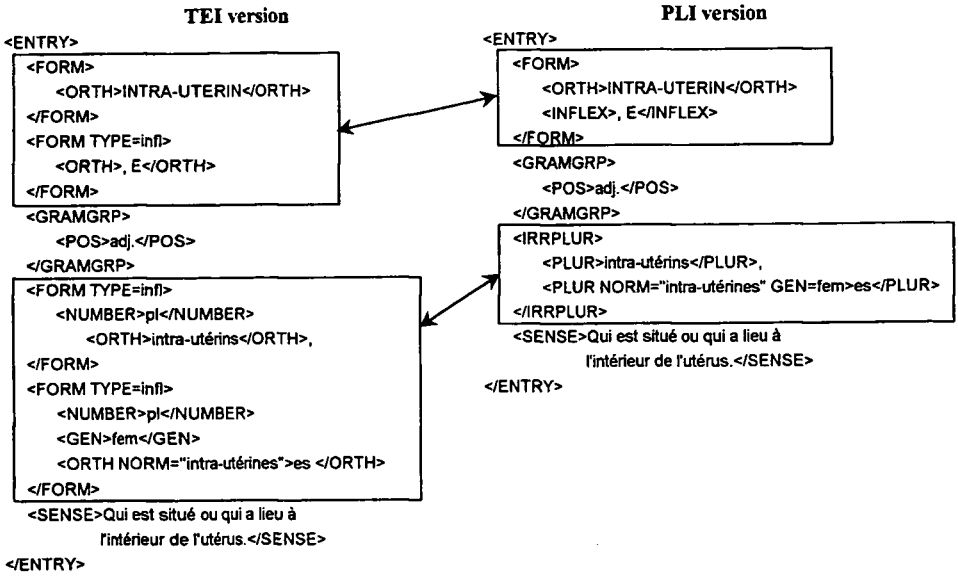 TEI version
<ENTRY>
<FORM>
<ORTH>INTRA-UTERIN</ORTH>
</FORM>
<FORM TYPE=infl>
<ORTH>, E</ORTH>
</FORM>
<GRAMGRP>
<POS>adj.</POS>
</GRAMGRP>
<FORM TYPE=infl>
<NUMBER>pl</NUMBER>
<ORTH>intra-utérins</ORTH>,
</FORM>
<FORM TYPE=infl>
<NUMBER>pl</NUMBER>
<GEN>fem</GEN>
<ORTH NORM="intra-utérines">es </ORTH>
</FORM>
<SENSE>Qui est situé ou qui a lieu à
l'intérieur de l'utérus.</SENSE>
</ENTRY>
PLI version
<ENTRY>
<FORM>
<ORTH>INTRA-UTERIN</ORTH>
<INFLEX>, E</INFLEX>
</FORM>
<GRAMGRP>
<POS>adj.</POS>
</GRAMGRP>
<IRRPLUR>
<PLUR>intra-utérins</PLUR>,
<PLUR NORM="intra-utérines" GEN=fem>es</PLUR>
</IRRPLUR>
<SENSE>Qui est situé ou qui a lieu à
l'intérieur de l'utérus.</SENSE>
</ENTRY>